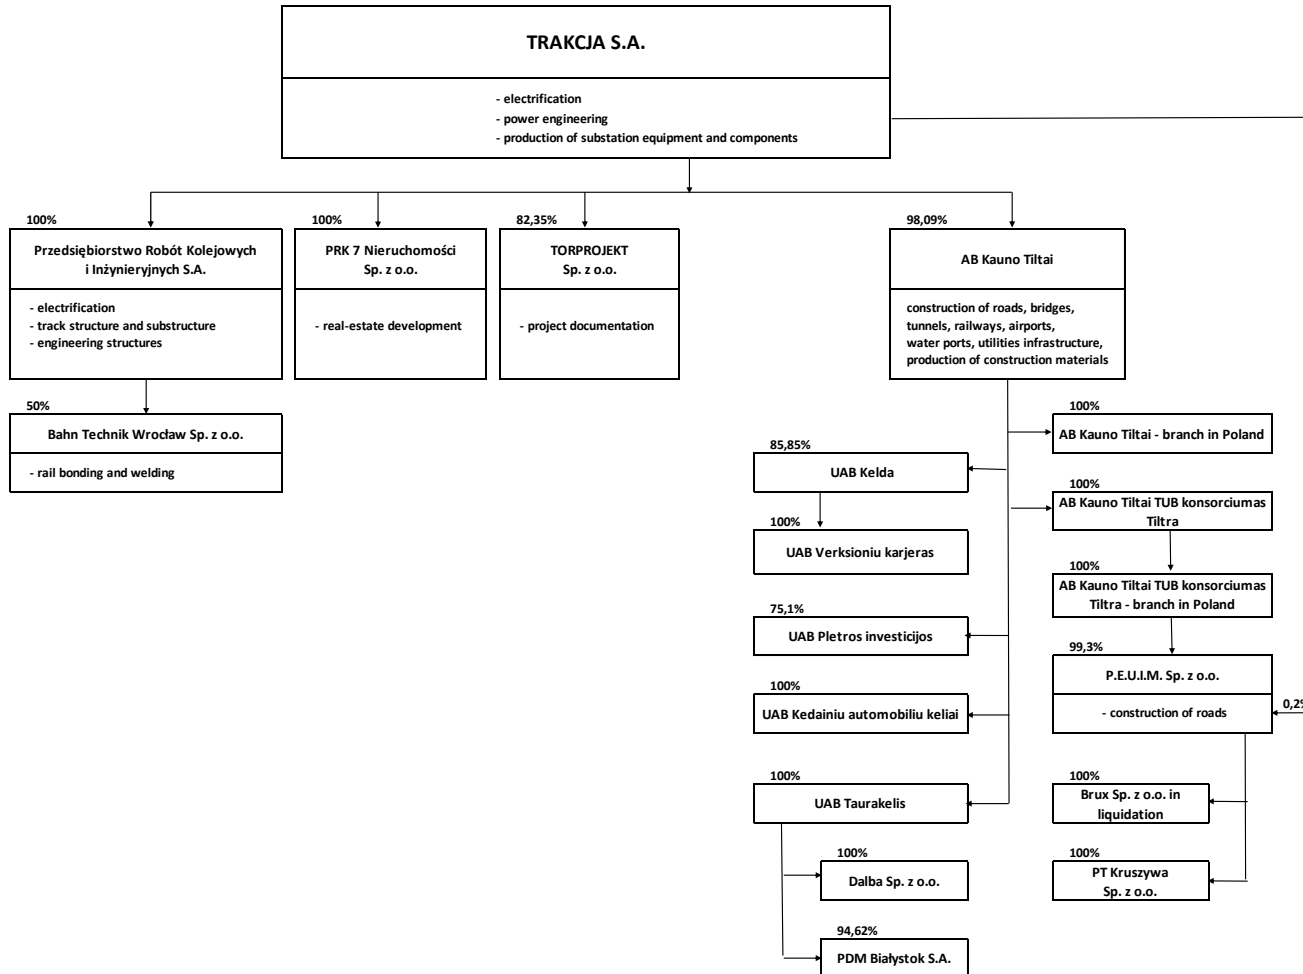 TRAKCJA S.A.
- electrification
- power engineering
- production of substation equipment and components
100%
Przedsiębiorstwo Robót Kolejowych
i Inżynieryjnych S.A.
- electrification
- track structure and substructure
- engineering structures
100%
PRK 7 Nieruchomości
Sp. z o.o.
- real-estate development
82,35%
TORPROJEKT
Sp. z o.o.
- project documentation
98,09%
AB Kauno Tiltai
construction of roads, bridges,
tunnels, railways, airports,
water ports, utilities infrastructure,
production of construction materials
50%
Bahn Technik Wrocław Sp. z o.o.
- rail bonding and welding
85,85%
UAB Kelda
100%
UAB Verksioniu karjeras
75,1%
UAB Pletros investicijos
100%
UAB Kedainiu automobiliu keliai
100%
UAB Taurakelis
100%
Dalba Sp. z o.o.
94,62%
PDM Białystok S.A.
100%
AB Kauno Tiltai - branch in Poland
100%
AB Kauno Tiltai TUB konsorciumas
Tiltra
100%
AB Kauno Tiltai TUB konsorciumas
Tiltra - branch in Poland
99,3%
P.E.U.I.M. Sp. z o.o.
- construction of roads
0,2%
100%
Brux Sp. z o.o. in
liquidation
100%
PT Kruszywa
Sp. z o.o.